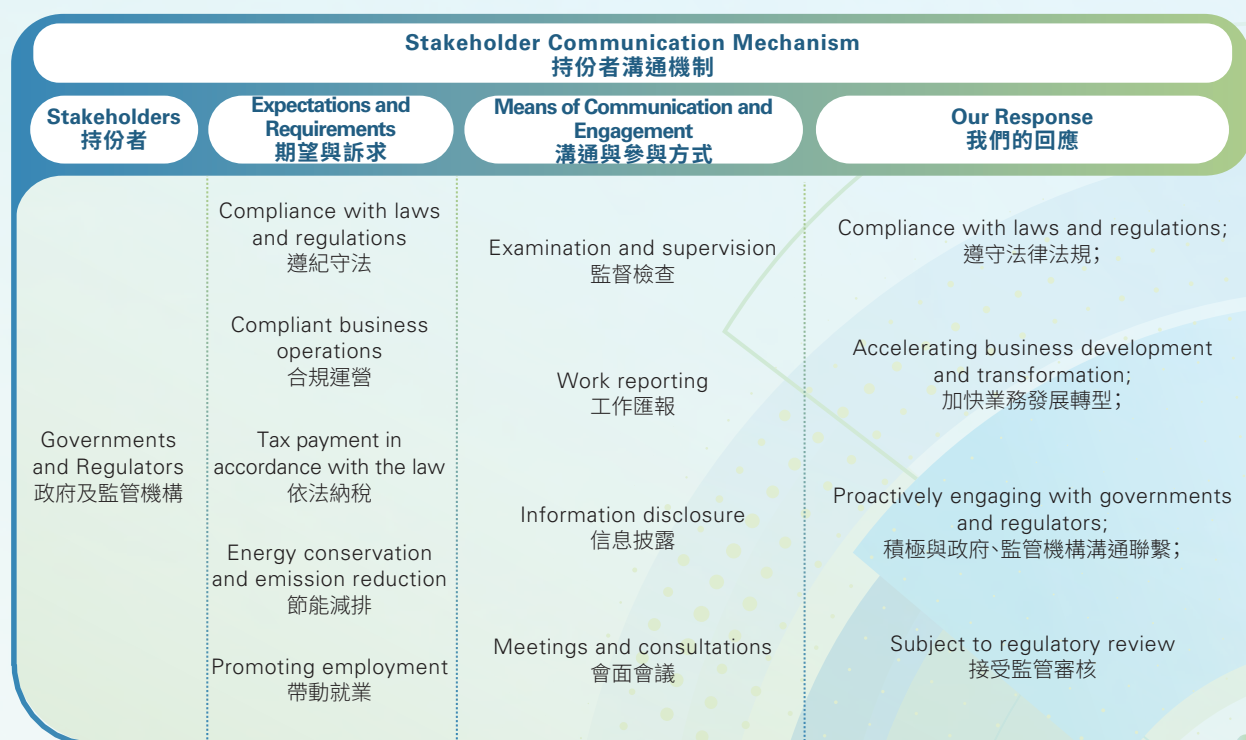 Stakeholder Communication Mechanism
持份者溝通機制
Stakeholders
持份者
Expectations and
Requirements
期望與訴求
Means of Communication and
Engagement
溝通與參與方式
Our Response
我們的回應
Governments
and Regulators
政府及監管機構
Compliance with laws
and regulations
遵紀守法
Compliant business
operations
合規運營
Tax payment in
accordance with the law
依法納稅
Energy conservation
and emission reduction
節能減排
Promoting employment
帶動就業
Examination and supervision
監督檢查
Work reporting
工作匯報
Information disclosure
信息披露
Meetings and consultations
會面會議
Compliance with laws and regulations;
遵守法律法規；
Accelerating business development
and transformation;
加快業務發展轉型；
Proactively engaging with governments
and regulators;
積極與政府、監管機構溝通聯繫；
Subject to regulatory review
接受監管審核